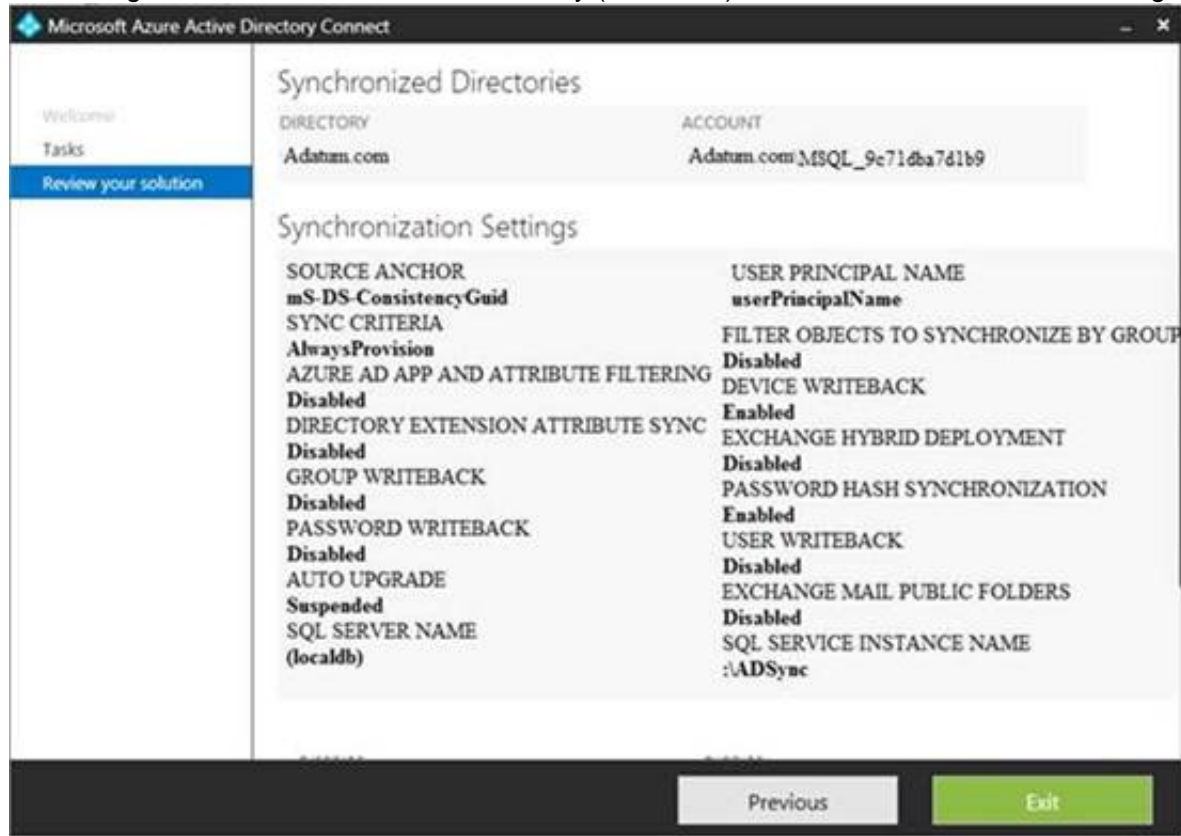 Microsoft Azure Active Directory Connect
Welcome
Tasks
Review your solution
Synchronized Directories
DIRECTORY ACCOUNT
Adatum.com Adatum.com\MSQL_9c71dba7d1b9
Synchronization Settings
SOURCE ANCHOR
mS-DS-ConsistencyGuid
SYNC CRITERIA
AlwaysProvision
AZURE AD APP AND ATTRIBUTE FILTERING
Disabled
DIRECTORY EXTENSION ATTRIBUTE SYNC
Disabled
GROUP WRITEBACK
Disabled
PASSWORD WRITEBACK
Disabled
AUTO UPGRADE
Suspended
SQL SERVER NAME
(localdb)
USER PRINCIPAL NAME
userPrincipalName
FILTER OBJECTS TO SYNCHRONIZE BY GROUP
Disabled
DEVICE WRITEBACK
Enabled
EXCHANGE HYBRID DEPLOYMENT
Disabled
PASSWORD HASH SYNCHRONIZATION
Enabled
USER WRITEBACK
Disabled
EXCHANGE MAIL PUBLIC FOLDERS
Disabled
SQL SERVICE INSTANCE NAME
:\ADSync
Previous
Exit